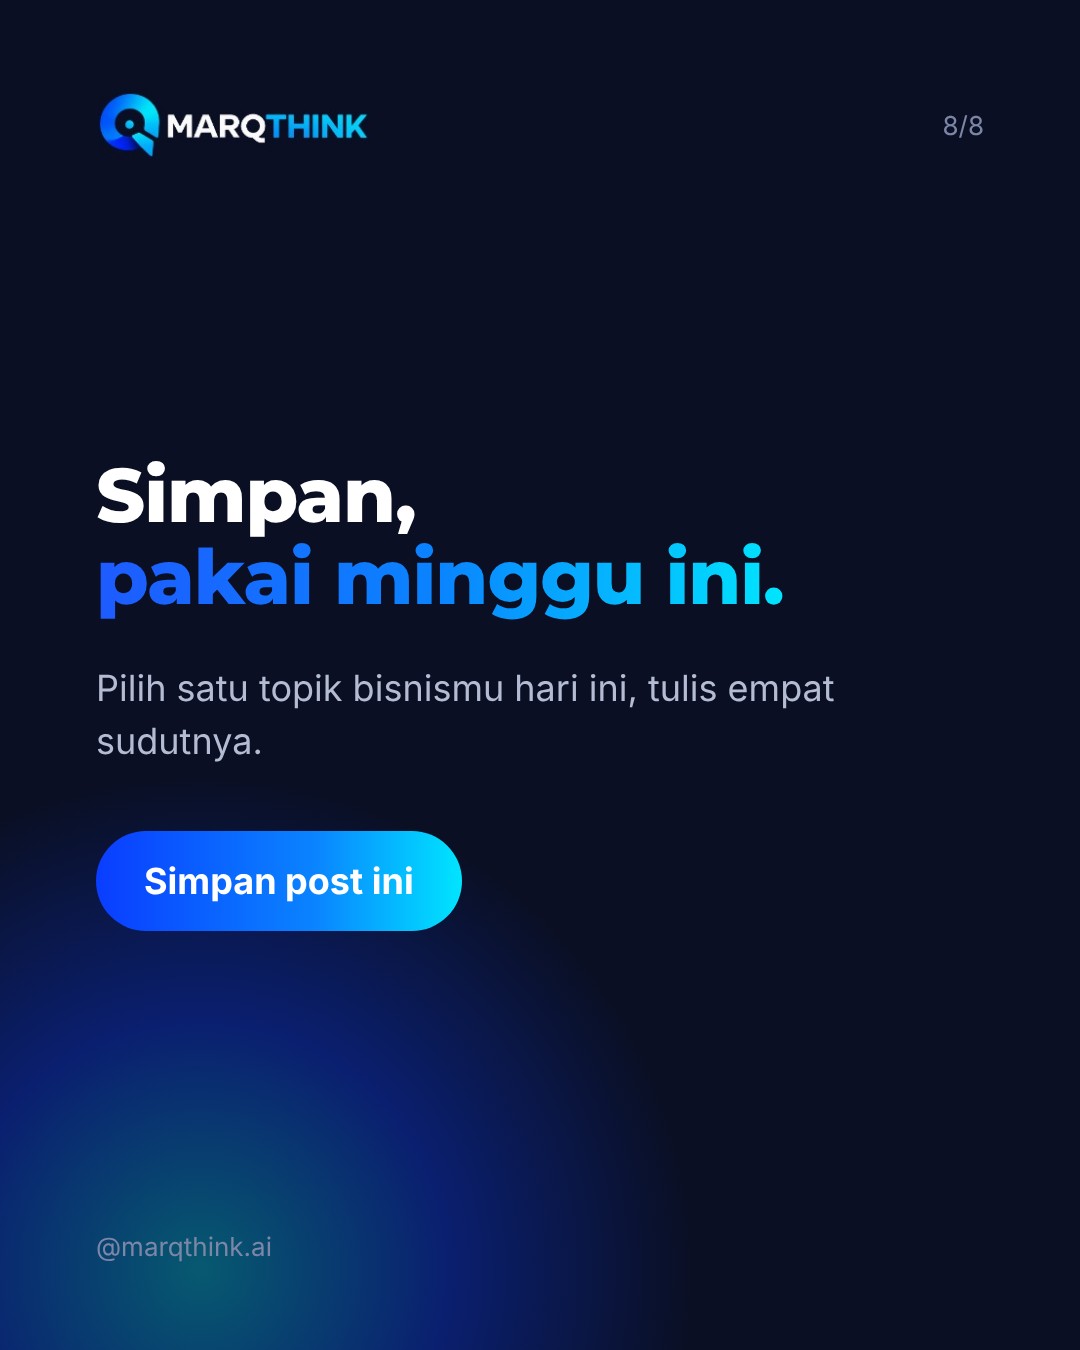 MARQTHINK
8/8
Simpan,
pakai minggu ini.
Pilih satu topik bisnismu hari ini, tulis empat
sudutnya.
Simpan post ini
@marqthink.ai